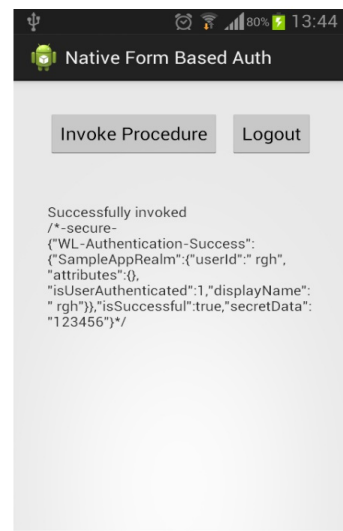 80% 13:44
Native Form Based Auth
Invoke Procedure Logout
Successfully invoked
/*-secure-
{"WL-Authentication-Success":
{"SampleAppRealm":{"userId":" rgh",
"attributes":{},
"isUserAuthenticated":1,"displayName":
" rgh"}},"isSuccessful":true,"secretData":
"123456"}*/